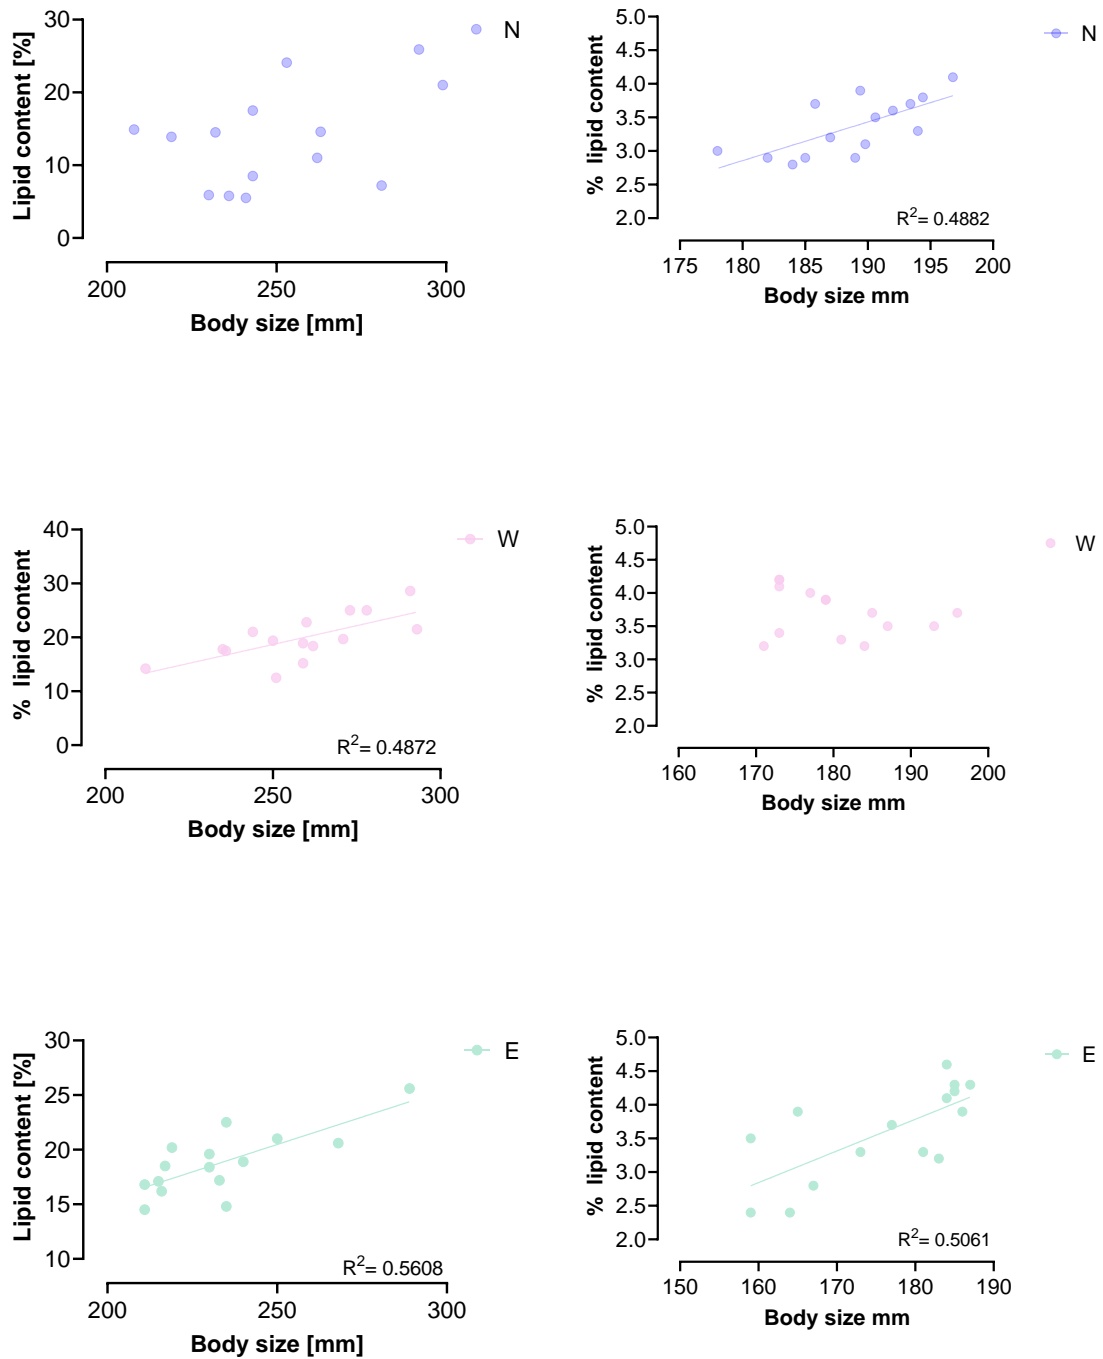 30
20
10
0
Lipid content [%]
200 250 300
Body size [mm]
N
5.0
4.5
4.0
3.5
3.0
2.5
2.0
% lipid content
R2= 0.4882
175 180 185 190 195 200
Body size mm
N
40
30
20
10
0
% lipid content
R2= 0.4872
200 250 300
Body size [mm]
W
5.0
4.5
4.0
3.5
3.0
2.5
2.0
% lipid content
160 170 180 190 200
Body size mm
W
30
25
20
15
10
Lipid content [%]
R2= 0.5608
200 250 300
Body size [mm]
E
5.0
4.5
4.0
3.5
3.0
2.5
2.0
% lipid content
R2= 0.5061
150 160 170 180 190
Body size mm
E